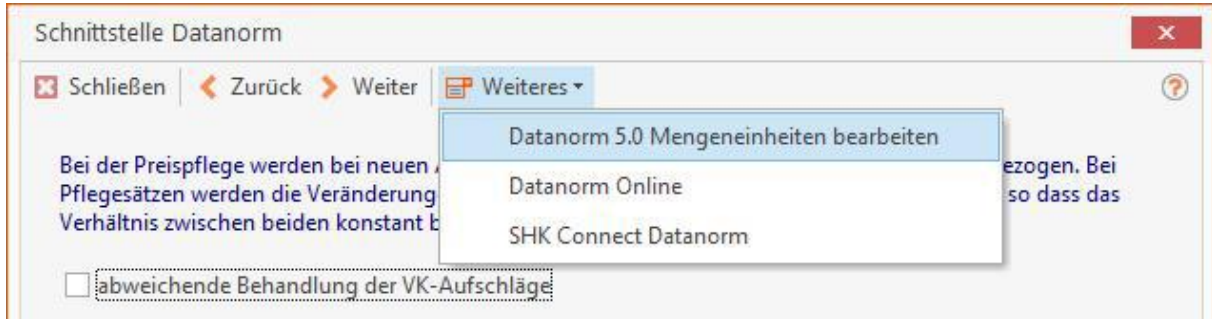 Schnittstelle Datanorm
Schließen Zurück Weiter Weiteres
Datanorm 5.0 Mengeneinheiten bearbeiten
Datanorm Online
SHK Connect Datanorm
Bei der Preispflege werden bei neuen ezogen. Bei
Pflegesätzen werden die Veränderung so dass das
Verhältnis zwischen beiden konstant b
abweichende Behandlung der VK-Aufschläge